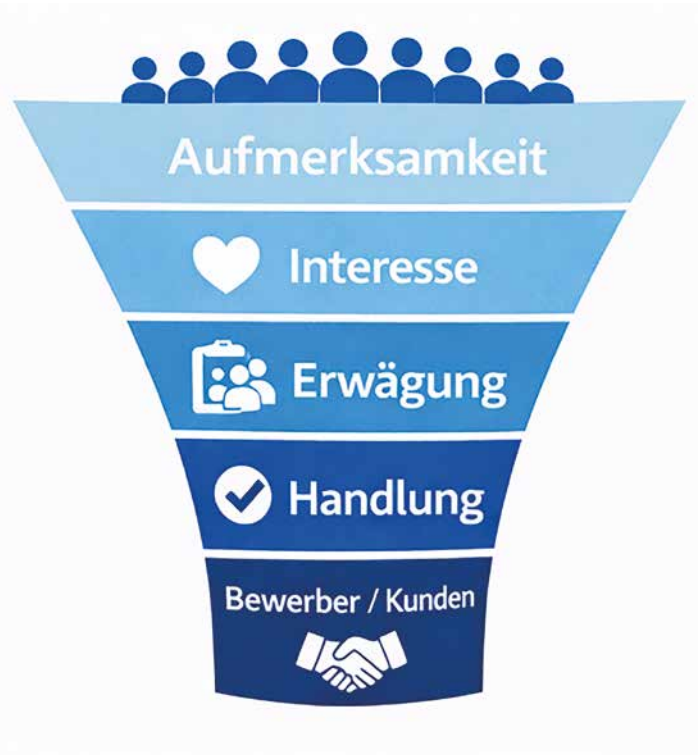 Aufmerksamkeit
Interesse
Erwägung
Handlung
Bewerber / Kunden